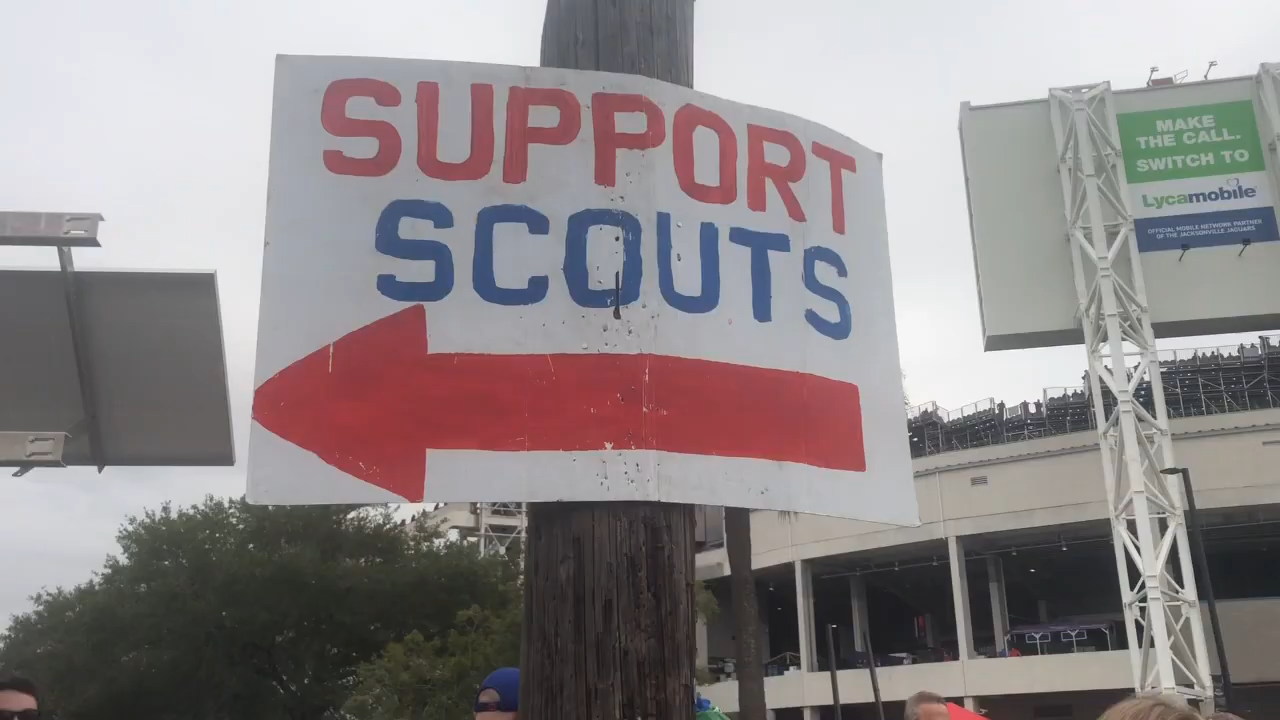 SUPPORT
SCOUTS
MAKE
THE CALL.
SWITCH TO
Lycamobile
OFFICIAL MOBILE NETWORK PARTNER
OF THE JACKSONVILLE JAGUARS